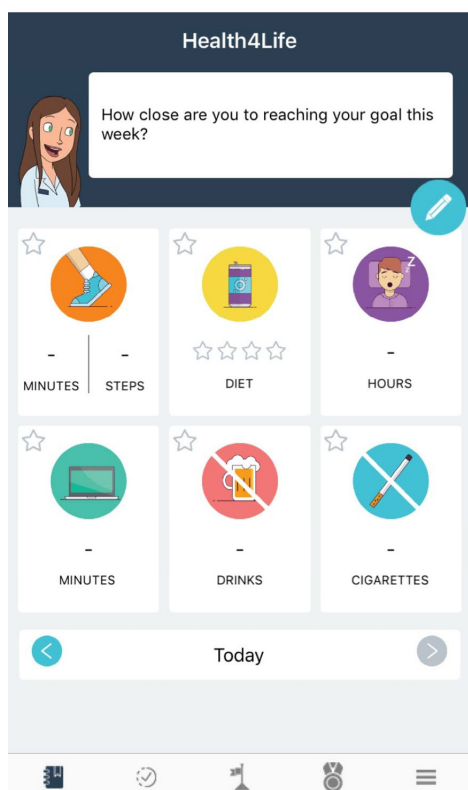 Health4Life
How close are you to reaching your goal this
week?
Z
z
- -
MINUTES STEPS
DIET
-
HOURS
-
MINUTES
-
DRINKS
-
CIGARETTES
Today